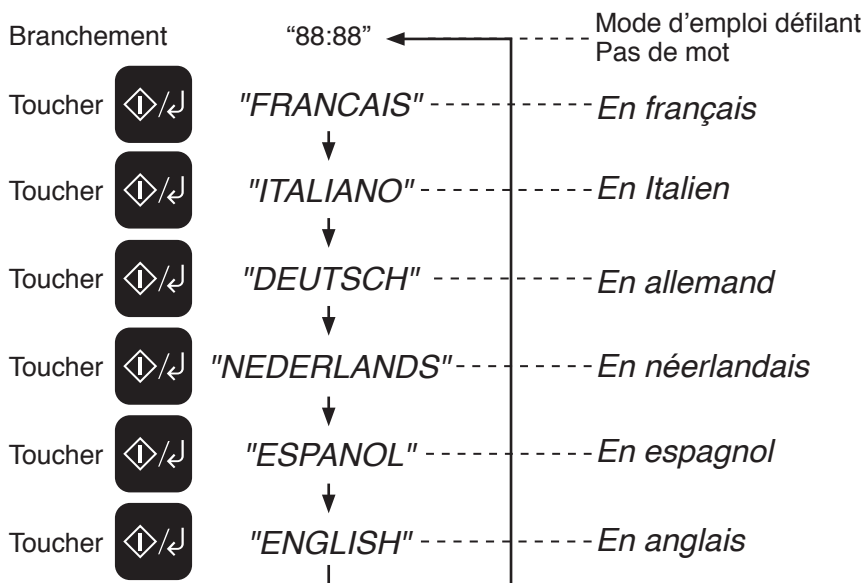 Branchement “88:88” Mode d’emploi défilant
Pas de mot
Toucher "FRANCAIS" En français
Toucher "ITALIANO" En Italien
Toucher "DEUTSCH" En allemand
Toucher "NEDERLANDS" En néerlandais
Toucher "ESPANOL" En espagnol
Toucher "ENGLISH" En anglais